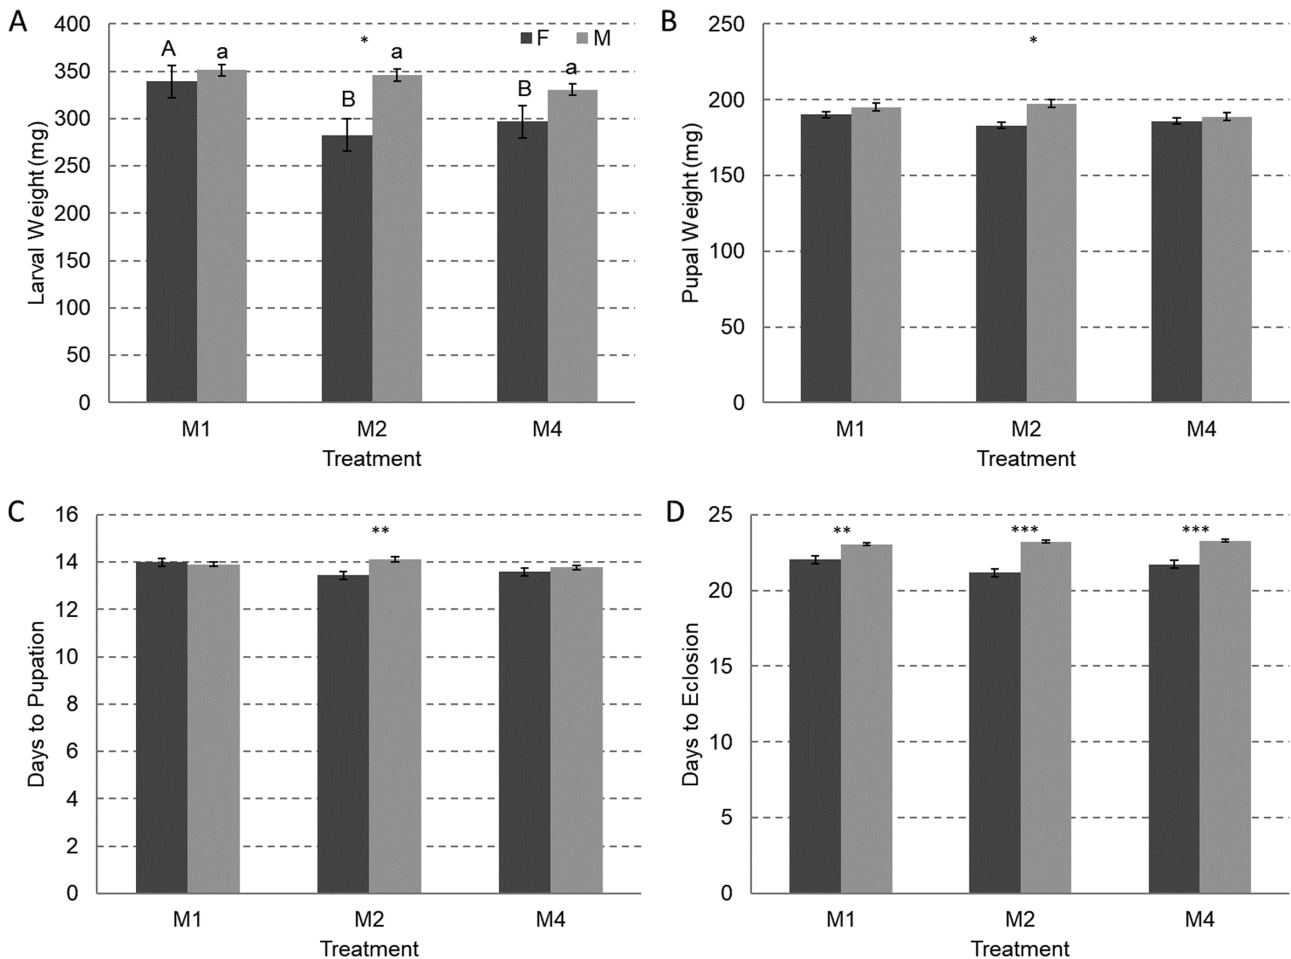 A
400
350
300
250
200
150
100
50
0
Larval Weight (mg)
F M
*
A a
B a
B a
M1 M2 M4
Treatment
B
250
200
150
100
50
0
Pupal Weight (mg)
*
M1 M2 M4
Treatment
C
16
14
12
10
8
6
4
2
0
Days to Pupation
**
M1 M2 M4
Treatment
D
25
20
15
10
5
0
Days to Eclosion
** *** ***
M1 M2 M4
Treatment